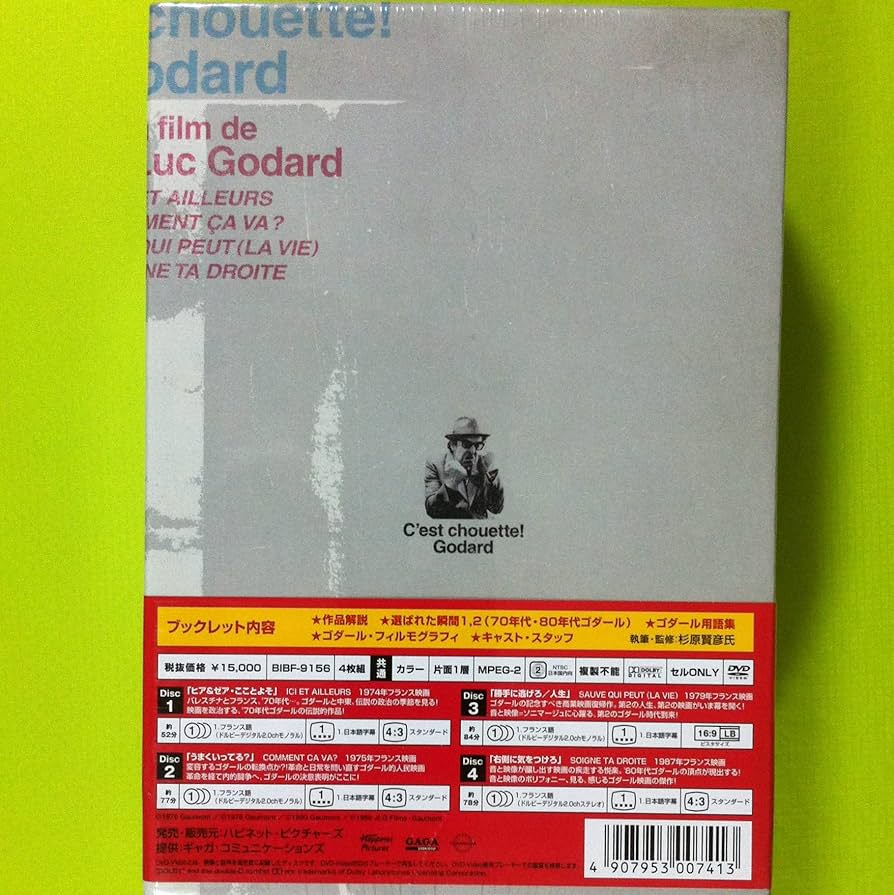 chouette!
odard
film de
Luc Godard
ET AILLEURS
MENT ÇA VA?
QUI PEUT (LA VIE)
NE TA DROITE
C'est chouette!
Godard
ブックレット内容
★作品解説 ★選ばれた瞬間1,2(70年代・80年代ゴダール) ★ゴダール用語集
★ゴダール・フィルモグラフィ ★キャスト・スタッフ 執筆・監修:杉原賢彦氏
税抜価格 ¥15,000 BIBF-9156 4枚組 共通 カラー 片面1層 MPEG-2 2 NTSC 日本国内向 複製不能 DOLBY DIGITAL セルONLY DVD VIDEO
Disc 1 「ヒア&ゼア・こことよそ」 ICI ET AILLEURS 1974年フランス映画
パレスチナとフランス、'70年代…。ゴダールと中東、伝説の政治の季節を見る!
映画を政治する、'70年代ゴダールの伝説的作品!
約52分 1.フランス語 (ドルビーデジタル2.0chモノラル) 1.日本語字幕 4:3 スタンダード
Disc 2 「うまくいってる?」 COMMENT ÇA VA? 1975年フランス映画
変容するゴダールの転換点か?!革命と日常を問い直すゴダール的人民映画
革命を経て内的闘争へ、ゴダールの決意表明がここに!
約77分 1.フランス語 (ドルビーデジタル2.0chモノラル) 1.日本語字幕 4:3 スタンダード
Disc 3 「勝手に逃げろ/人生」 SAUVE QUI PEUT (LA VIE) 1979年フランス映画
ゴダールの記念すべき商業映画復帰作。第2の人生、第2の映画がいま幕を開く!
音と映像=ソニマージュに心躍る、第2のゴダール時代到来!
約84分 1.フランス語 (ドルビーデジタル2.0chモノラル) 1.日本語字幕 16:9 LB ビスタサイズ
Disc 4 「右側に気をつけろ」 SOIGNE TA DROITE 1987年フランス映画
音と映像が醸し出す映画の疾走する悦楽、'80年代ゴダールの頂点が現出する!
音と映像のポリフォニー、見る、感じるゴダール映画の傑作!
約78分 1.フランス語 (ドルビーデジタル2.0chステレオ) 1.日本語字幕 4:3 スタンダード
発売・販売元:ハピネット・ピクチャーズ
提供:ギャガ・コミュニケーションズ
Happinet Pictures
GAGA
4 907953 007413